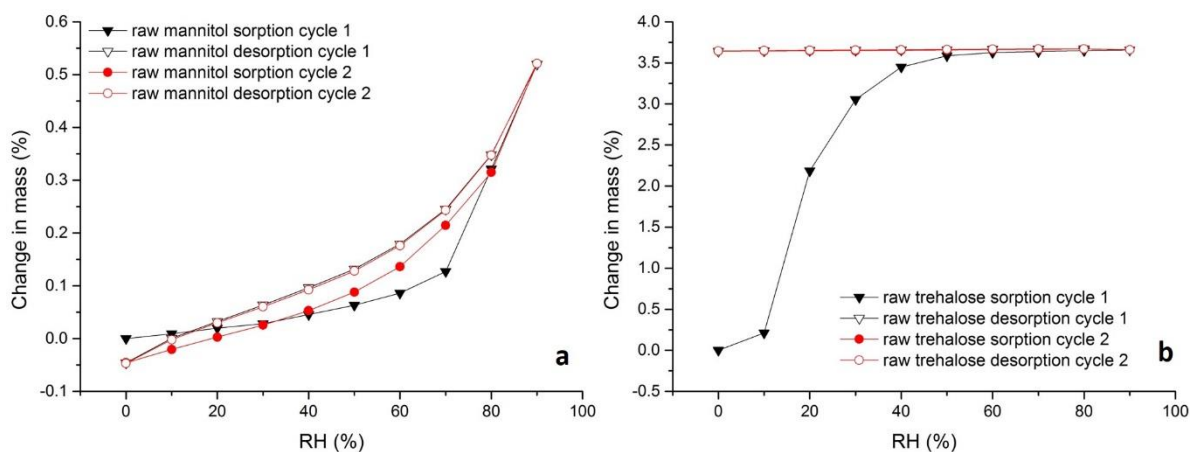 0.6
0.5
0.4
0.3
0.2
0.1
0.0
-0.1
Change in mass (%)
raw mannitol sorption cycle 1
raw mannitol desorption cycle 1
raw mannitol sorption cycle 2
raw mannitol desorption cycle 2
a
0 20 40 60 80 100
RH (%)
4.0
3.5
3.0
2.5
2.0
1.5
1.0
0.5
0.0
-0.5
Change in mass (%)
raw trehalose sorption cycle 1
raw trehalose desorption cycle 1
raw trehalose sorption cycle 2
raw trehalose desorption cycle 2
b
0 20 40 60 80 100
RH (%)